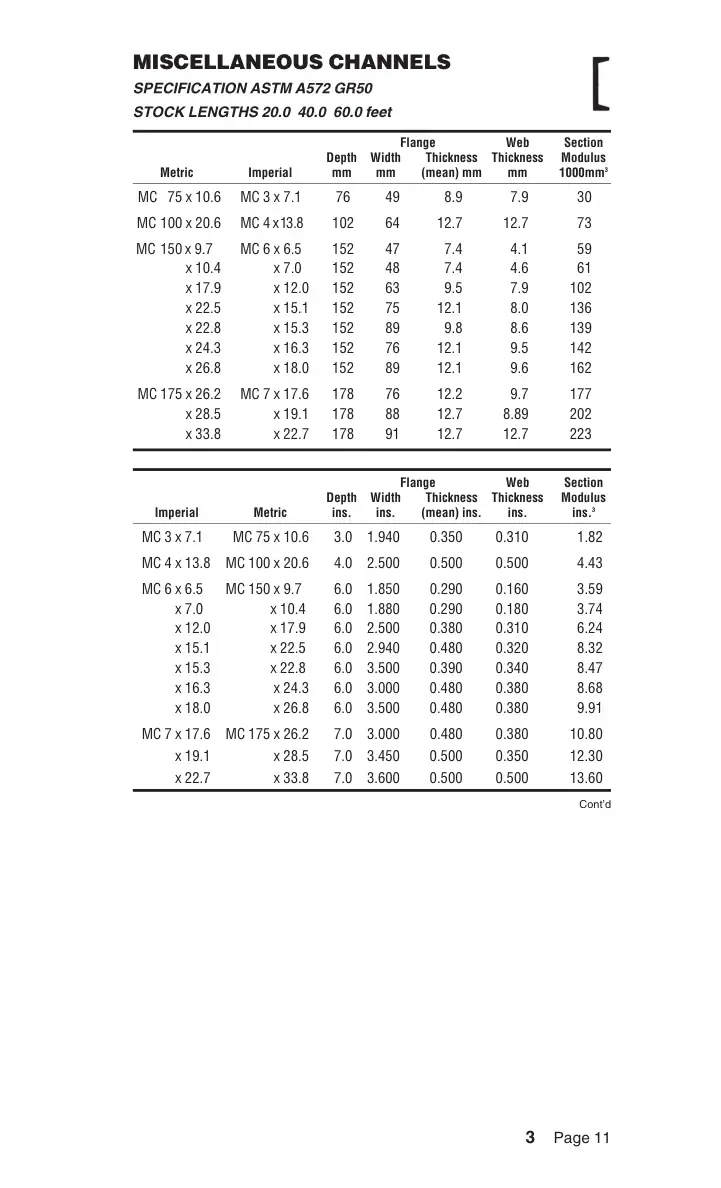 MISCELLANEOUS CHANNELS
SPECIFICATION ASTM A572 GR50
STOCK LENGTHS 20.0 40.0 60.0 feet
Flange Web Section
Depth Width Thickness Thickness Modulus
Metric Imperial mm mm (mean) mm mm 1000mm³
MC 75 x 10.6 MC 3 x 7.1 76 49 8.9 7.9 30
MC 100 x 20.6 MC 4 x 13.8 102 64 12.7 12.7 73
MC 150 x 9.7 MC 6 x 6.5 152 47 7.4 4.1 59
x 10.4 x 7.0 152 48 7.4 4.6 61
x 17.9 x 12.0 152 63 9.5 7.9 102
x 22.5 x 15.1 152 75 12.1 8.0 136
x 22.8 x 15.3 152 89 9.8 8.6 139
x 24.3 x 16.3 152 76 12.1 9.5 142
x 26.8 x 18.0 152 89 12.1 9.6 162
MC 175 x 26.2 MC 7 x 17.6 178 76 12.2 9.7 177
x 28.5 x 19.1 178 88 12.7 8.89 202
x 33.8 x 22.7 178 91 12.7 12.7 223
Flange Web Section
Depth Width Thickness Thickness Modulus
Imperial Metric ins. ins. (mean) ins. ins. ins.³
MC 3 x 7.1 MC 75 x 10.6 3.0 1.940 0.350 0.310 1.82
MC 4 x 13.8 MC 100 x 20.6 4.0 2.500 0.500 0.500 4.43
MC 6 x 6.5 MC 150 x 9.7 6.0 1.850 0.290 0.160 3.59
x 7.0 x 10.4 6.0 1.880 0.290 0.180 3.74
x 12.0 x 17.9 6.0 2.500 0.380 0.310 6.24
x 15.1 x 22.5 6.0 2.940 0.480 0.320 8.32
x 15.3 x 22.8 6.0 3.500 0.390 0.340 8.47
x 16.3 x 24.3 6.0 3.000 0.480 0.380 8.68
x 18.0 x 26.8 6.0 3.500 0.480 0.380 9.91
MC 7 x 17.6 MC 175 x 26.2 7.0 3.000 0.480 0.380 10.80
x 19.1 x 28.5 7.0 3.450 0.500 0.350 12.30
x 22.7 x 33.8 7.0 3.600 0.500 0.500 13.60
Cont'd
3 Page 11